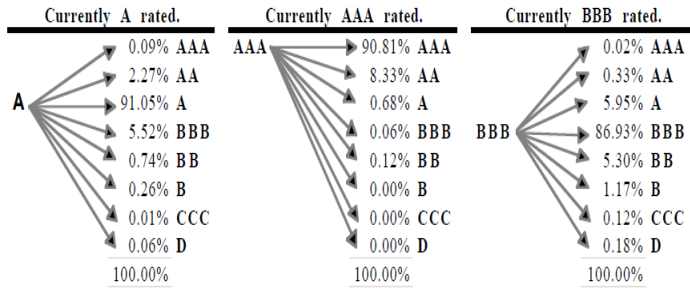 Currently A rated.
A
0.09% AAA
2.27% AA
91.05% A
5.52% BBB
0.74% BB
0.26% B
0.01% CCC
0.06% D
100.00%
Currently AAA rated.
AAA
90.81% AAA
8.33% AA
0.68% A
0.06% BBB
0.12% BB
0.00% B
0.00% CCC
0.00% D
100.00%
Currently BBB rated.
BBB
0.02% AAA
0.33% AA
5.95% A
86.93% BBB
5.30% BB
1.17% B
0.12% CCC
0.18% D
100.00%